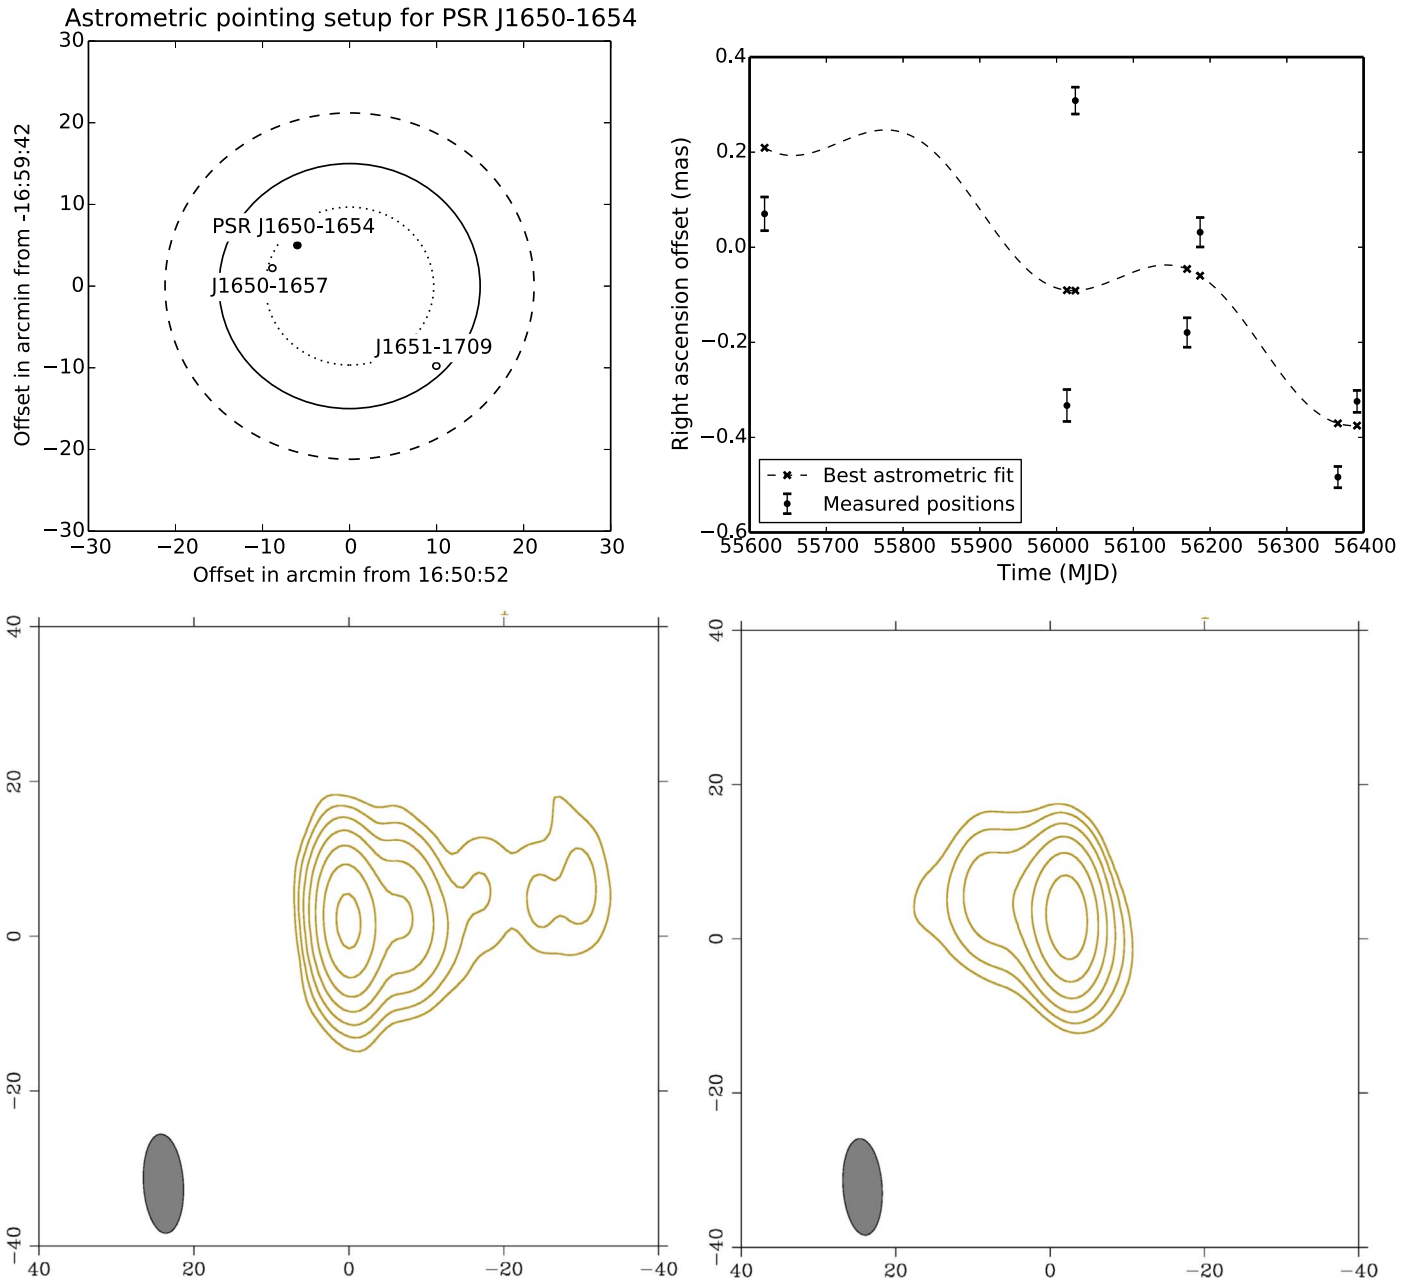 Astrometric pointing setup for PSR J1650-1654
30
20
10
0
−10
−20
−30
PSR J1650-1654
J1650-1657
J1651-1709
−30 −20 −10 0 10 20 30
Offset in arcmin from 16:50:52
Offset in arcmin from -16:59:42
0.4
0.2
0.0
−0.2
−0.4
−0.6
Best astrometric fit
Measured positions
55600 55700 55800 55900 56000 56100 56200 56300 56400
Time (MJD)
Right ascension offset (mas)
40
20
0
−20
−40
40 20 0 −20 −40
40
20
0
−20
−40
40 20 0 −20 −40